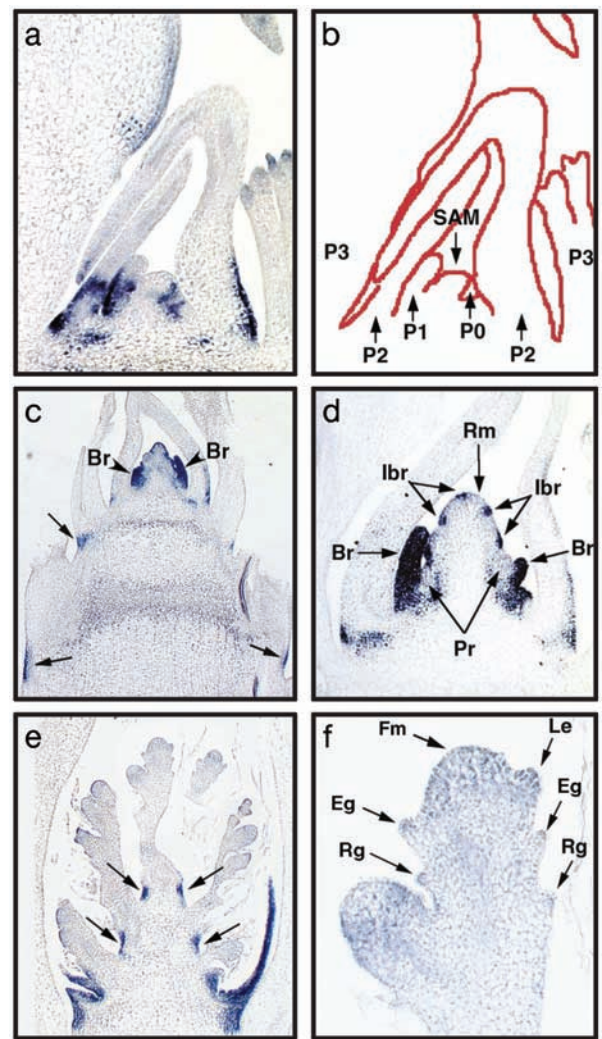 a
b
SAM
P3
P3
P1
P0
P2
P2
c
Br
Br
d
Rm
Ibr
Ibr
Br
Br
Pr
e
f
Fm
Le
Eg
Eg
Rg
Rg